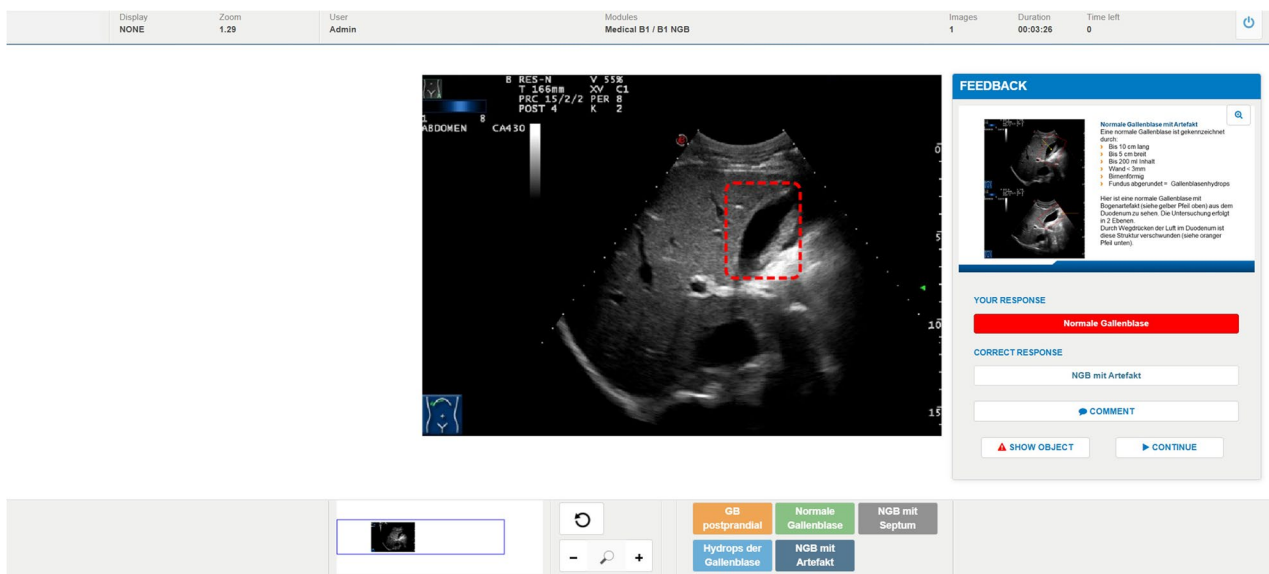 Display
NONE
Zoom
1.29
User
Admin
Modules
Medical B1 / B1 NGB
Images
1
Duration
00:03:26
Time left
0
B RES-N V 55%
T 166mm XV C1
PRC 15/2/2 PER 8
POST 4 K 2
1 8
ABDOMEN CA430
0
5
10
15
FEEDBACK
Normale Gallenblase mit Artefakt
Eine normale Gallenblase ist gekennzeichnet
durch:
Bis 10 cm lang
Bis 5 cm breit
Bis 200 ml Inhalt
Wand < 3mm
Birnenförmig
Fundus abgerundet = Gallenblasenhydrops
Hier ist eine normale Gallenblase mit
Bogenartefakt (siehe gelber Pfeil oben) aus dem
Duodenum zu sehen. Die Untersuchung erfolgt
in 2 Ebenen.
Durch Wegdrücken der Luft im Duodenum ist
diese Struktur verschwunden (siehe oranger
Pfeil unten).
YOUR RESPONSE
Normale Gallenblase
CORRECT RESPONSE
NGB mit Artefakt
COMMENT
SHOW OBJECT
CONTINUE
GB
postprandial
Normale
Gallenblase
NGB mit
Septum
Hydrops der
Gallenblase
NGB mit
Artefakt